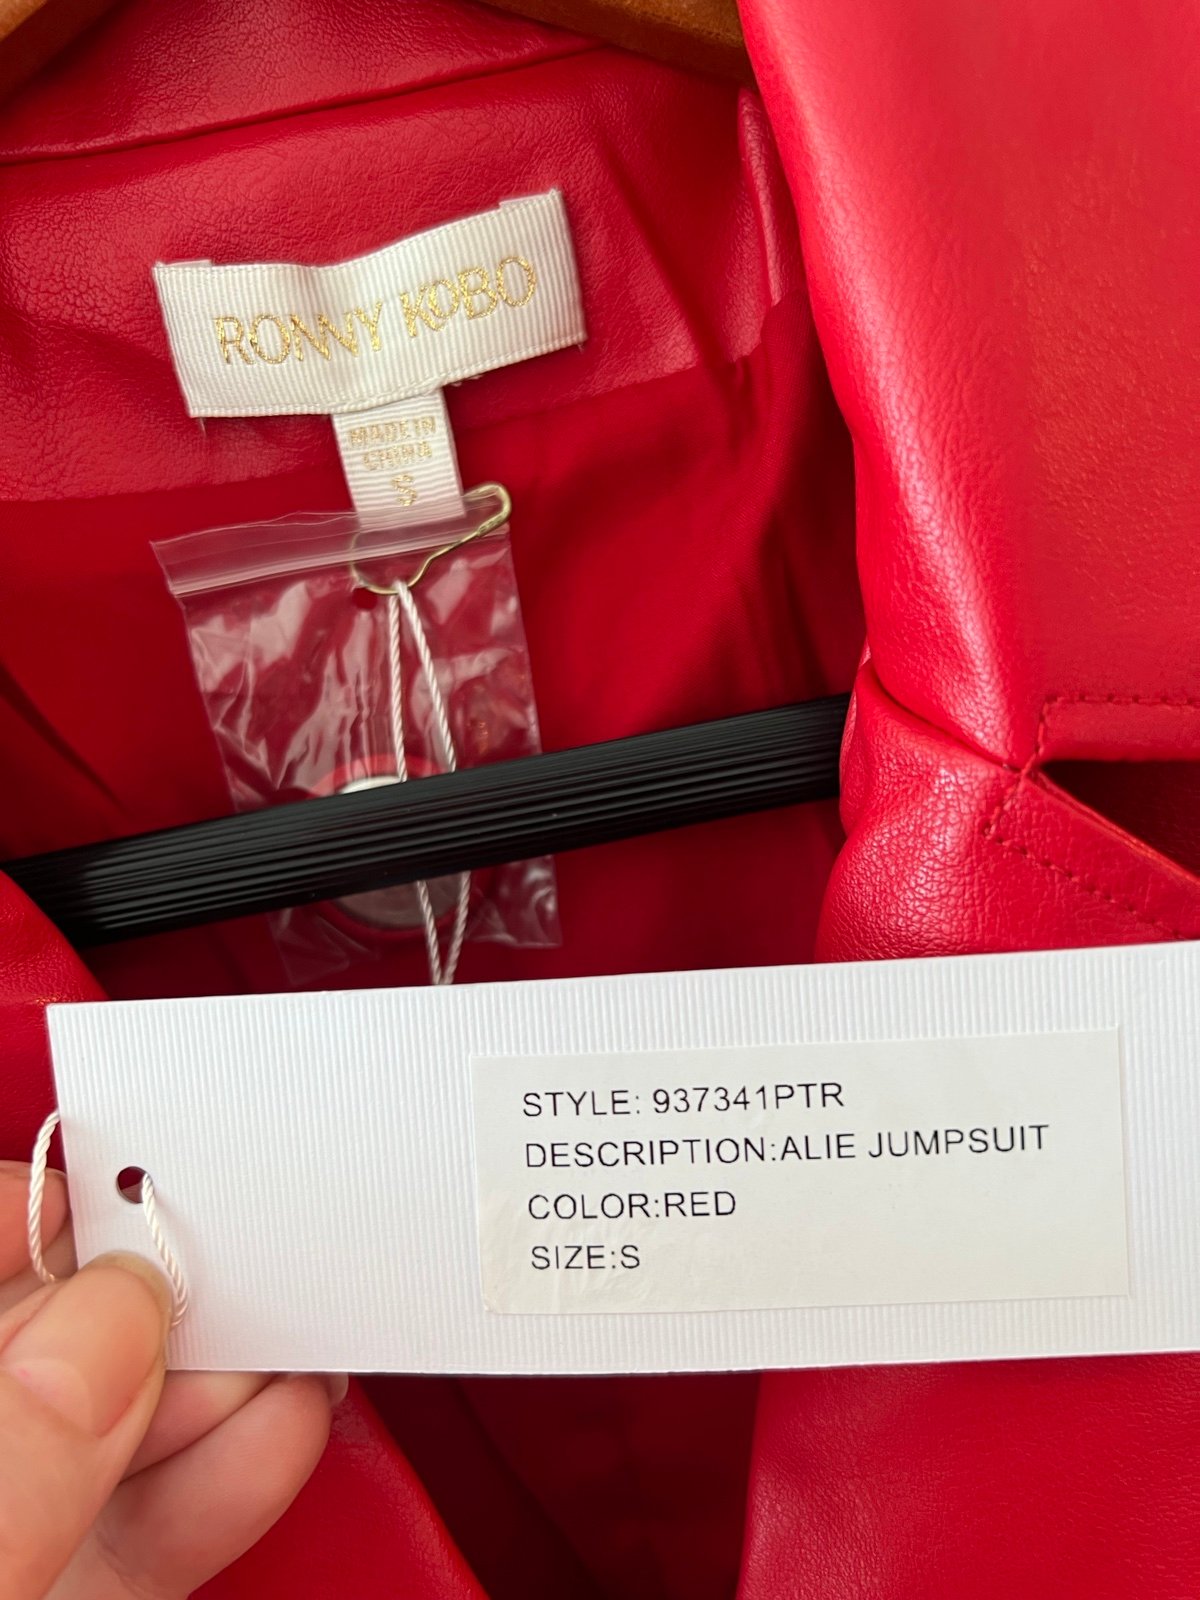 RONNY KOBO
MADE IN
CHINA
S
STYLE: 937341PTR
DESCRIPTION:ALIE JUMPSUIT
COLOR:RED
SIZE:S